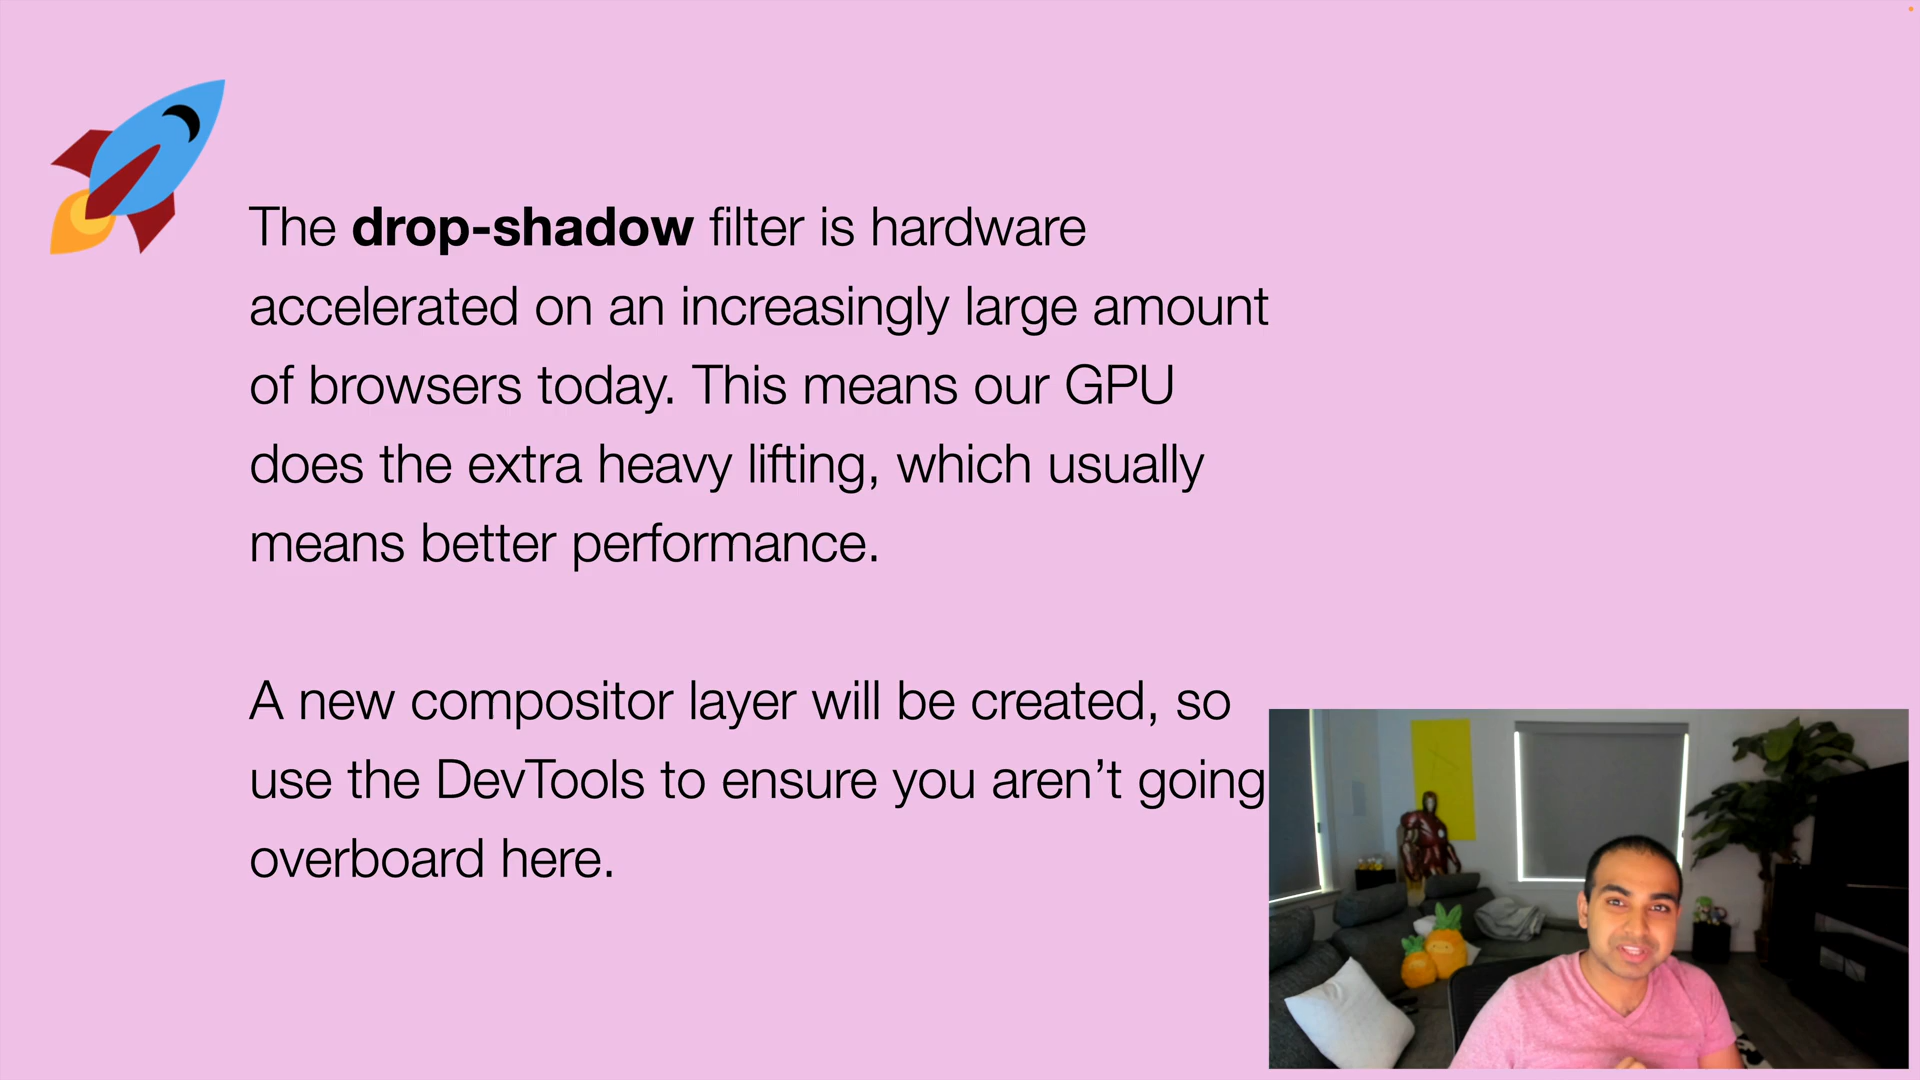 The drop-shadow filter is hardware
accelerated on an increasingly large amount
of browsers today. This means our GPU
does the extra heavy lifting, which usually
means better performance.
A new compositor layer will be created, so
use the DevTools to ensure you aren’t going
overboard here.